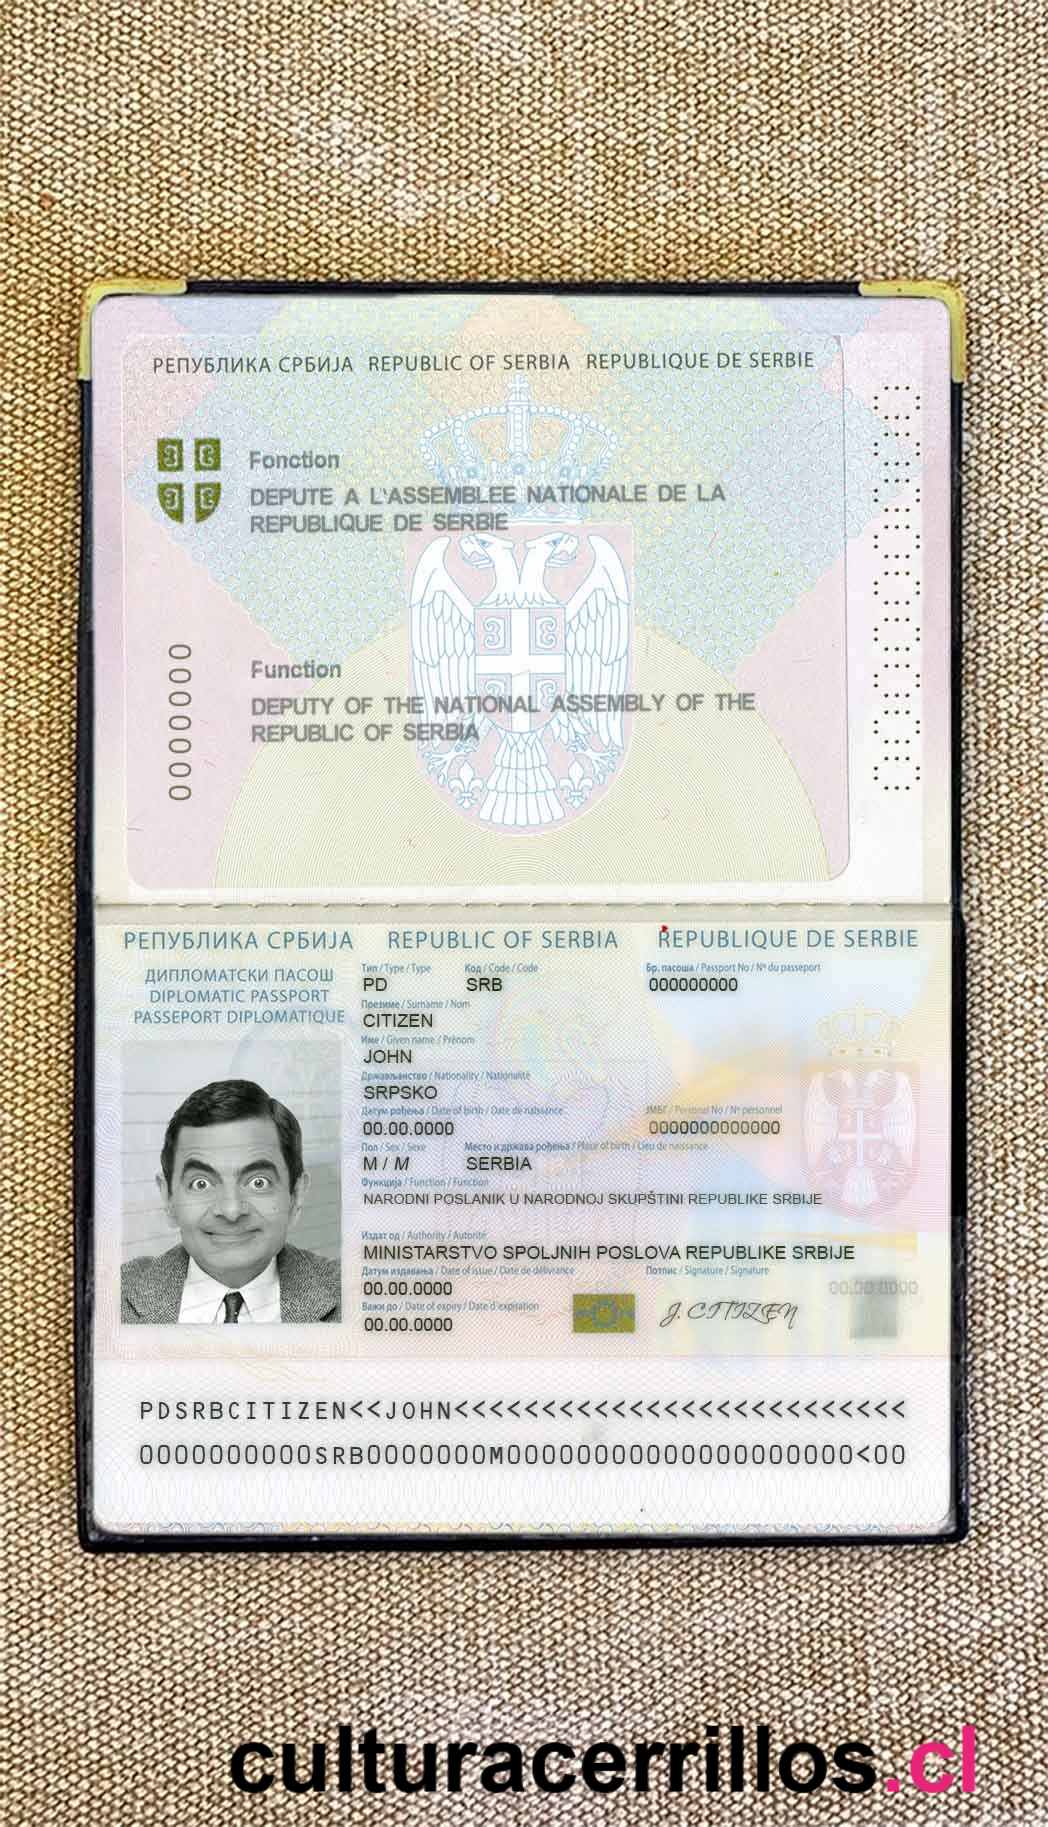 РЕПУБЛИКА СРБИЈА REPUBLIC OF SERBIA REPUBLIQUE DE SERBIE
Fonction
DEPUTE A L'ASSEMBLEE NATIONALE DE LA
REPUBLIQUE DE SERBIE
Function
DEPUTY OF THE NATIONAL ASSEMBLY OF THE
REPUBLIC OF SERBIA
00000000
РЕПУБЛИКА СРБИЈА REPUBLIC OF SERBIA REPUBLIQUE DE SERBIE
ДИПЛОМАТСКИ ПАСОШ
DIPLOMATIC PASSPORT
PASSEPORT DIPLOMATIQUE
Тип / Type / Type Код / Code / Code Бр. пасоша / Passport No / Nº du passeport
PD SRB 000000000
Презиме / Surname / Nom
CITIZEN
Име / Given name / Prénom
JOHN
Држављанство / Nationality / Nationalité
SRPSKO
Датум рођења / Date of birth / Date de naissance ЈМБГ / Personal No / Nº personnel
00.00.0000 0000000000000
Пол / Sex / Sexe Место и држава рођења / Place of birth / Lieu de naissance
M / M SERBIA
Функција / Function / Function
NARODNI POSLANIK U NARODNOJ SKUPŠTINI REPUBLIKE SRBIJE
Издат од / Authority / Autorité
MINISTARSTVO SPOLJNIH POSLOVA REPUBLIKE SRBIJE
Датум издавања / Date of issue / Date de délivrance Потпис / Signature / Signature
00.00.0000 00.00.0000
Важи до / Date of expiry / Date d'expiration
00.00.0000 J. CITIZEN
PDSRBCITIZEN<<JOHN<<<<<<<<<<<<<<<<<<<<<<<<<<
0000000000SRB0000000M00000000000000000000<00
culturacerrillos.cl